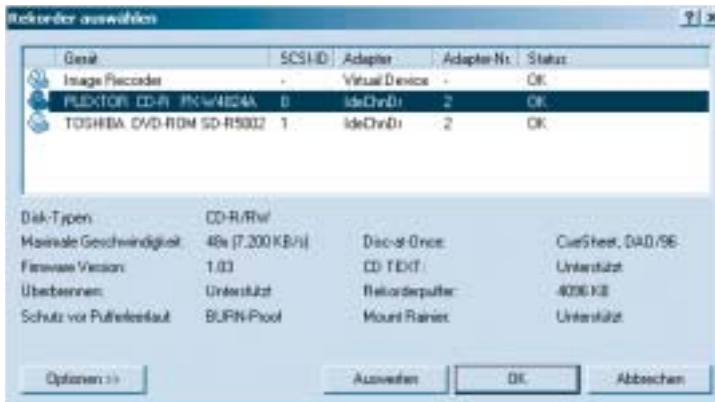 Rekorder auswählen
Gerät SCSI-ID Adapter Adapter-Nr. Status
Image Recorder - Virtual Device - OK
PLEXTOR CD-R PX-W4824A 0 IdeChnDr 2 OK
TOSHIBA DVD-ROM SD-R5002 1 IdeChnDr 2 OK
Disk-Typen: CD-R/RW
Maximale Geschwindigkeit: 48x (7.200 KB/s) Disc-at-Once: CueSheet, DAO/96
Firmware Version: 1.03 CD TEXT: Unterstützt
Überbrennen: Unterstützt Rekorderpuffer: 4096 KB
Schutz vor Pufferleerlauf: BURN-Proof Mount Rainier: Unterstützt
Optionen >> Auswerfen OK Abbrechen